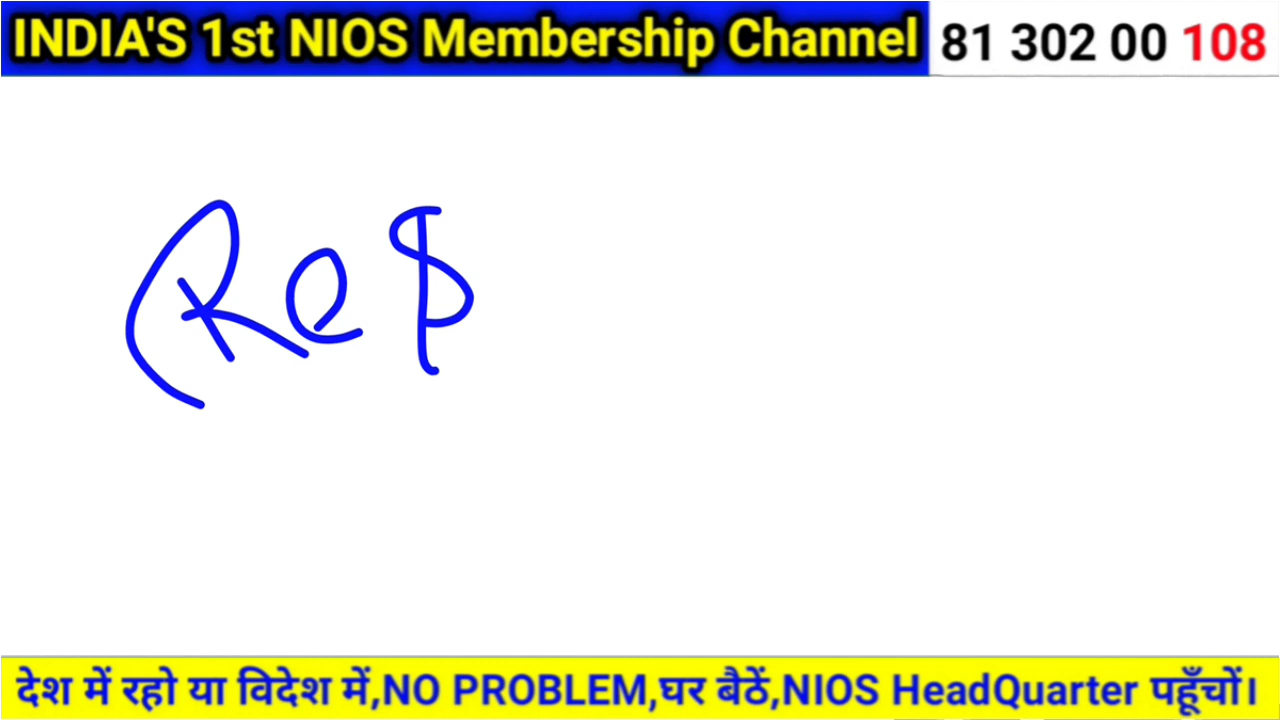 INDIA'S 1st NIOS Membership Channel 81 302 00 108
Re
देश में रहो या विदेश में,NO PROBLEM,घर बैठें,NIOS HeadQuarter पहूँचों।